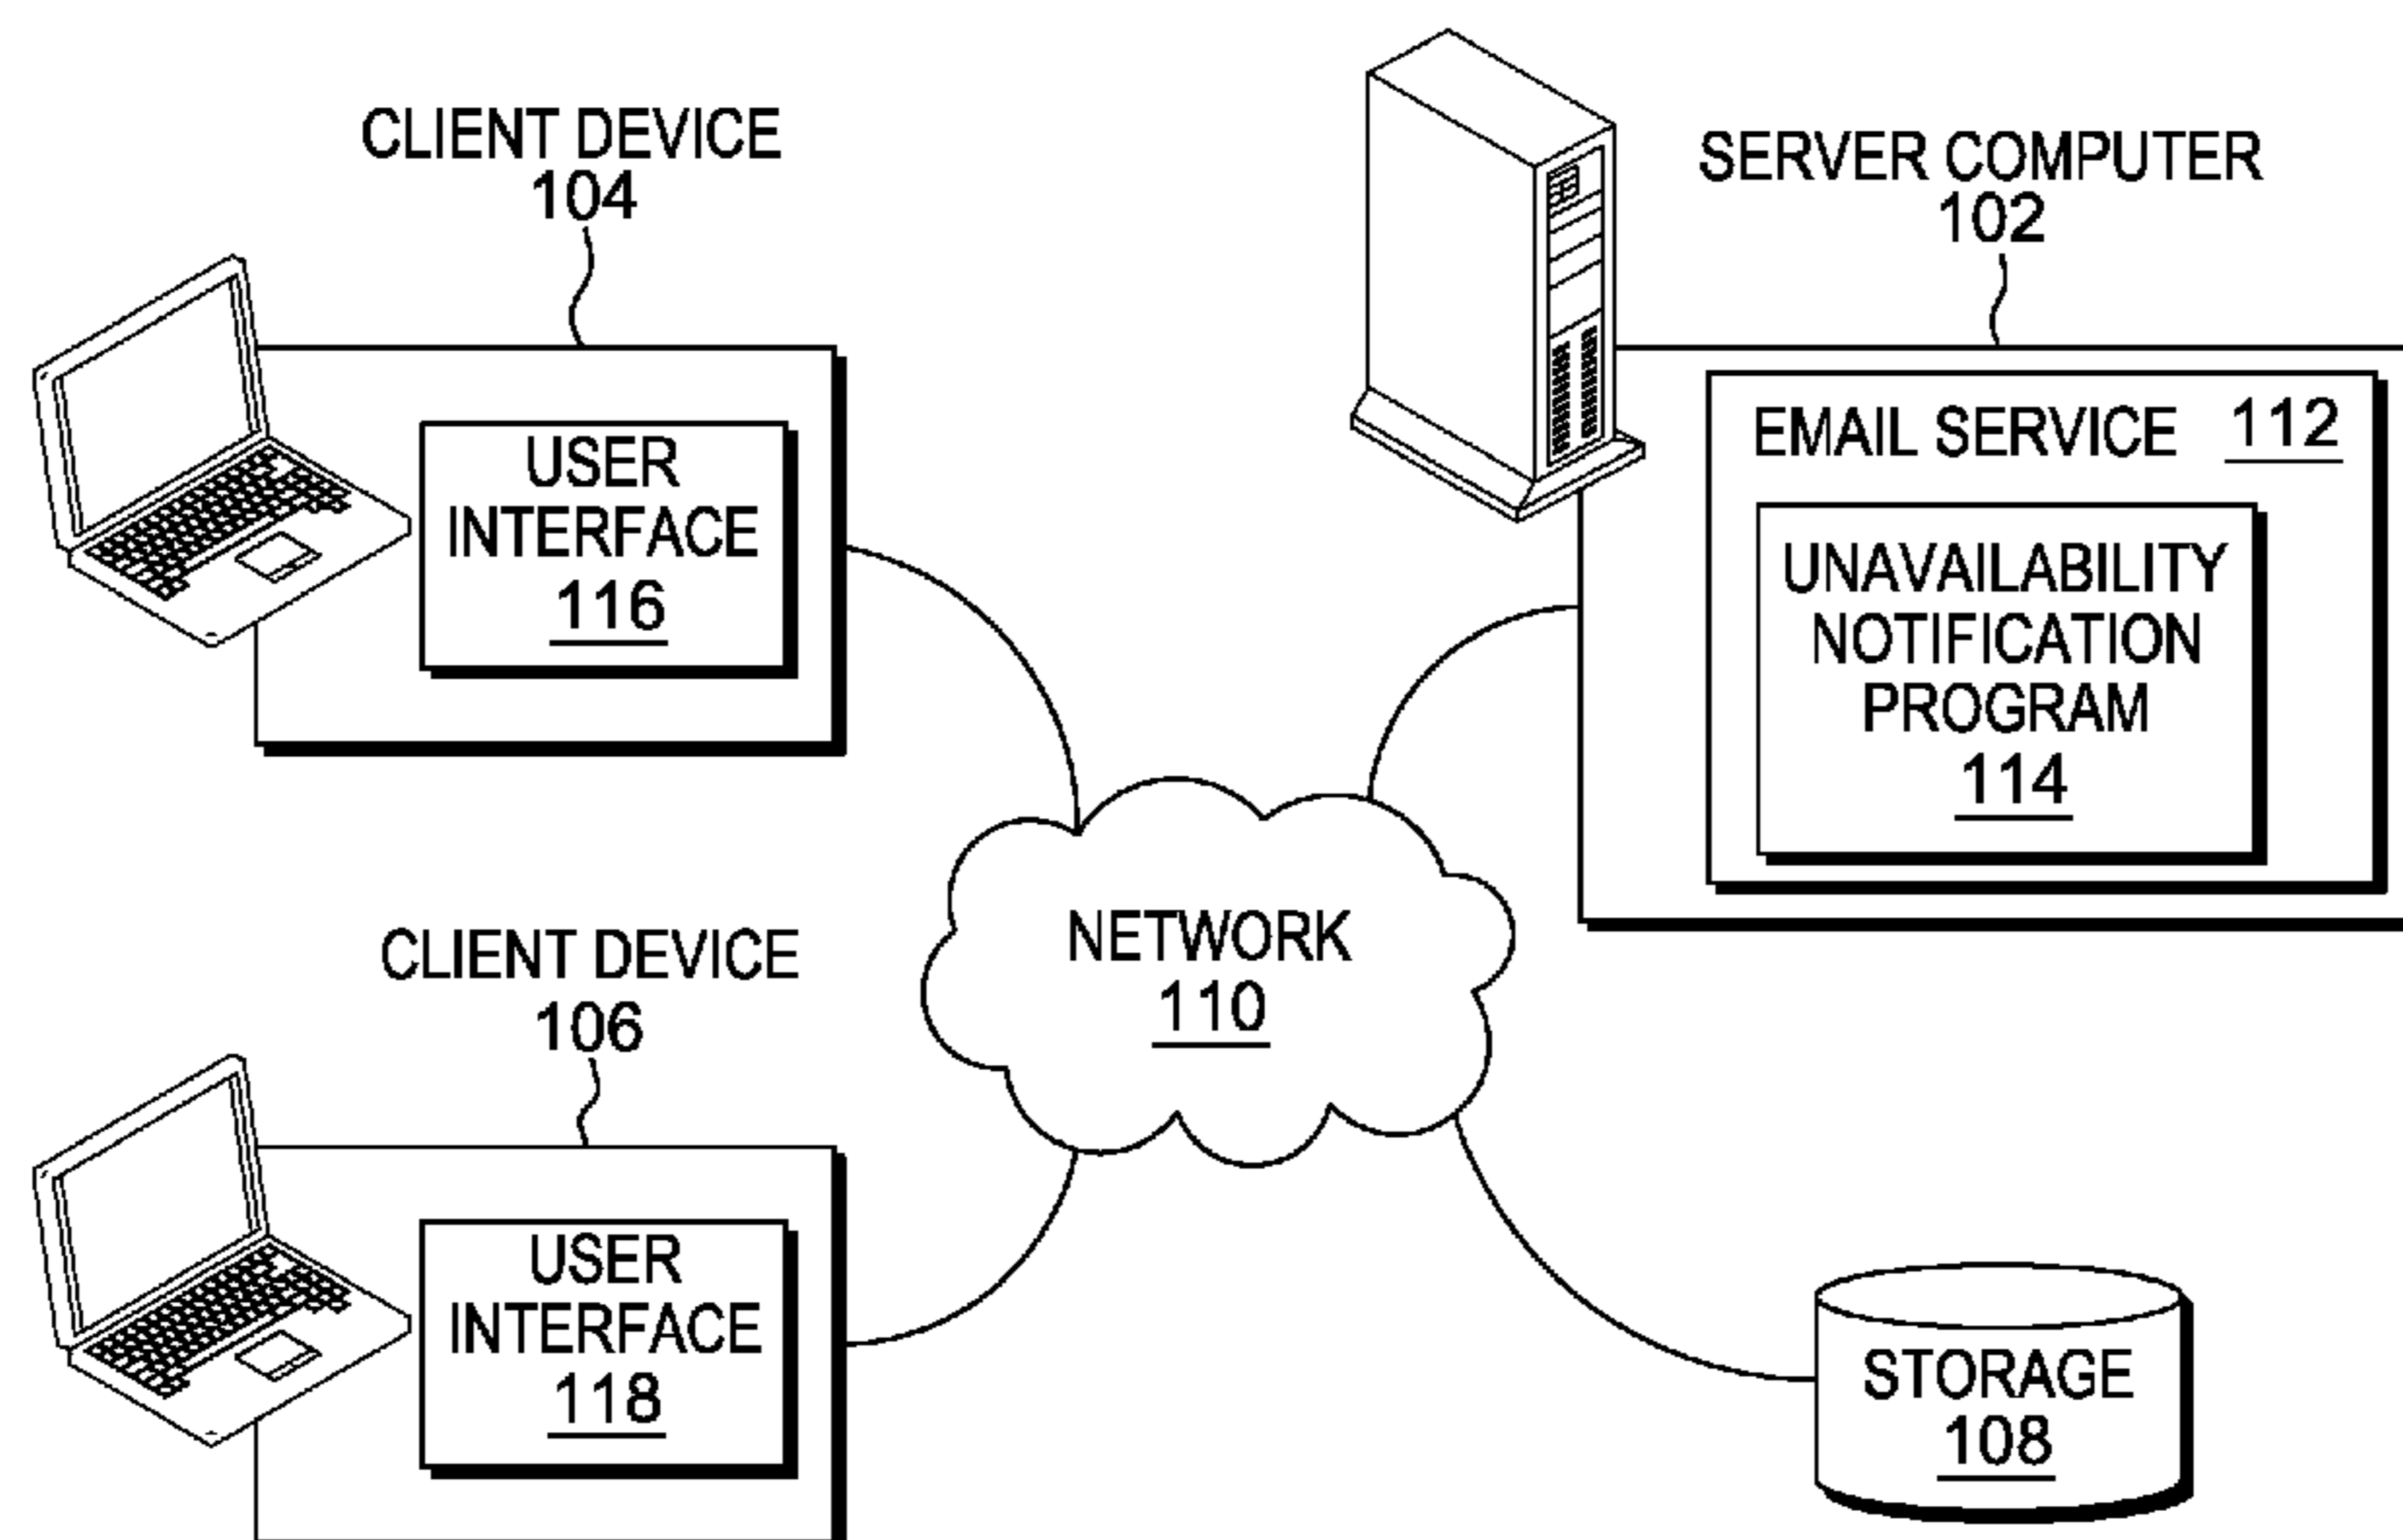 CLIENT DEVICE
104
USER
INTERFACE
116
SERVER COMPUTER
102
EMAIL SERVICE 112
UNAVAILABILITY
NOTIFICATION
PROGRAM
114
NETWORK
110
CLIENT DEVICE
106
USER
INTERFACE
118
STORAGE
108